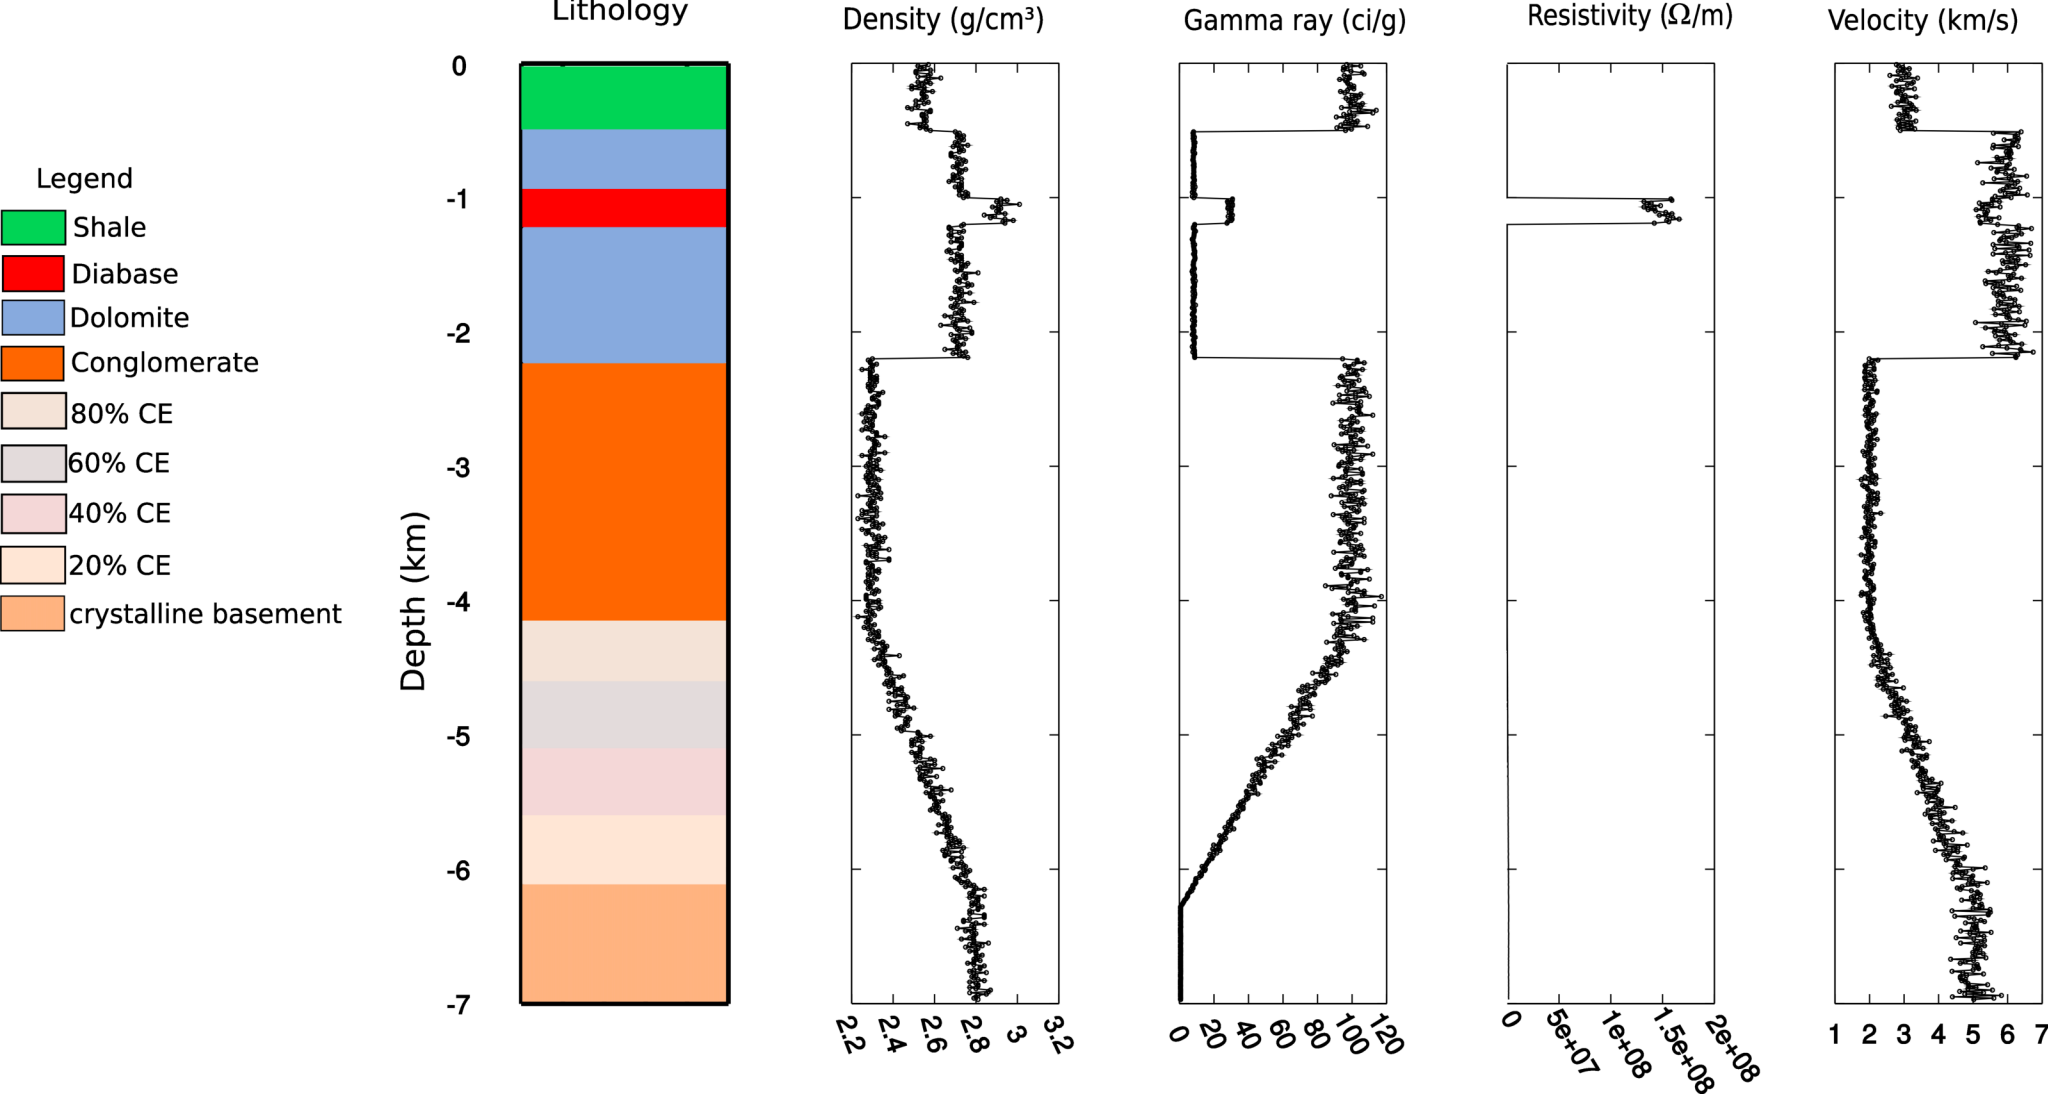 Lithology
Density (g/cm³)
Gamma ray (ci/g)
Resistivity (Ω/m)
Velocity (km/s)
Legend
Shale
Diabase
Dolomite
Conglomerate
80% CE
60% CE
40% CE
20% CE
crystalline basement
Depth (km)
0
-1
-2
-3
-4
-5
-6
-7
2.2 2.4 2.6 2.8 3 3.2
0 20 40 60 80 100 120
0 5e+07 1e+08 1.5e+08 2e+08
1 2 3 4 5 6 7